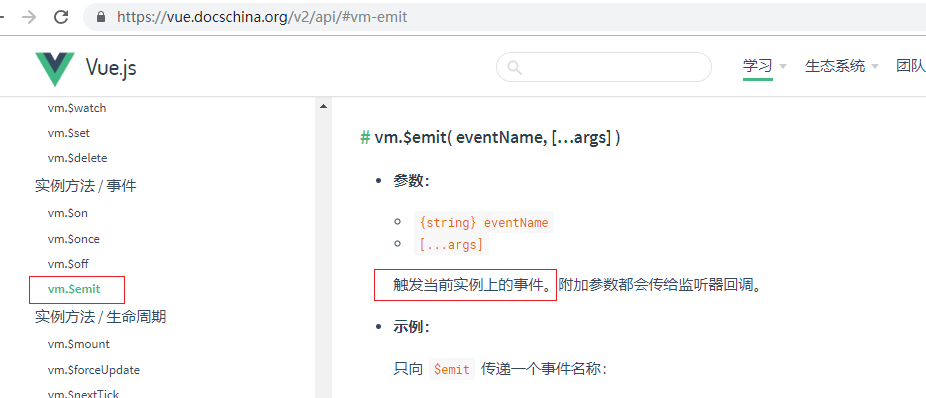 https://vue.docschina.org/v2/api/#vm-emit
Vue.js
学习
生态系统
团队
vm.$watch
vm.$set
vm.$delete
实例方法 / 事件
vm.$on
vm.$once
vm.$off
vm.$emit
实例方法 / 生命周期
vm.$mount
vm.$forceUpdate
vm.$nextTick
# vm.$emit( eventName, […args] )
参数：
{string} eventName
[...args]
触发当前实例上的事件。附加参数都会传给监听器回调。
示例：
只向 $emit 传递一个事件名称：